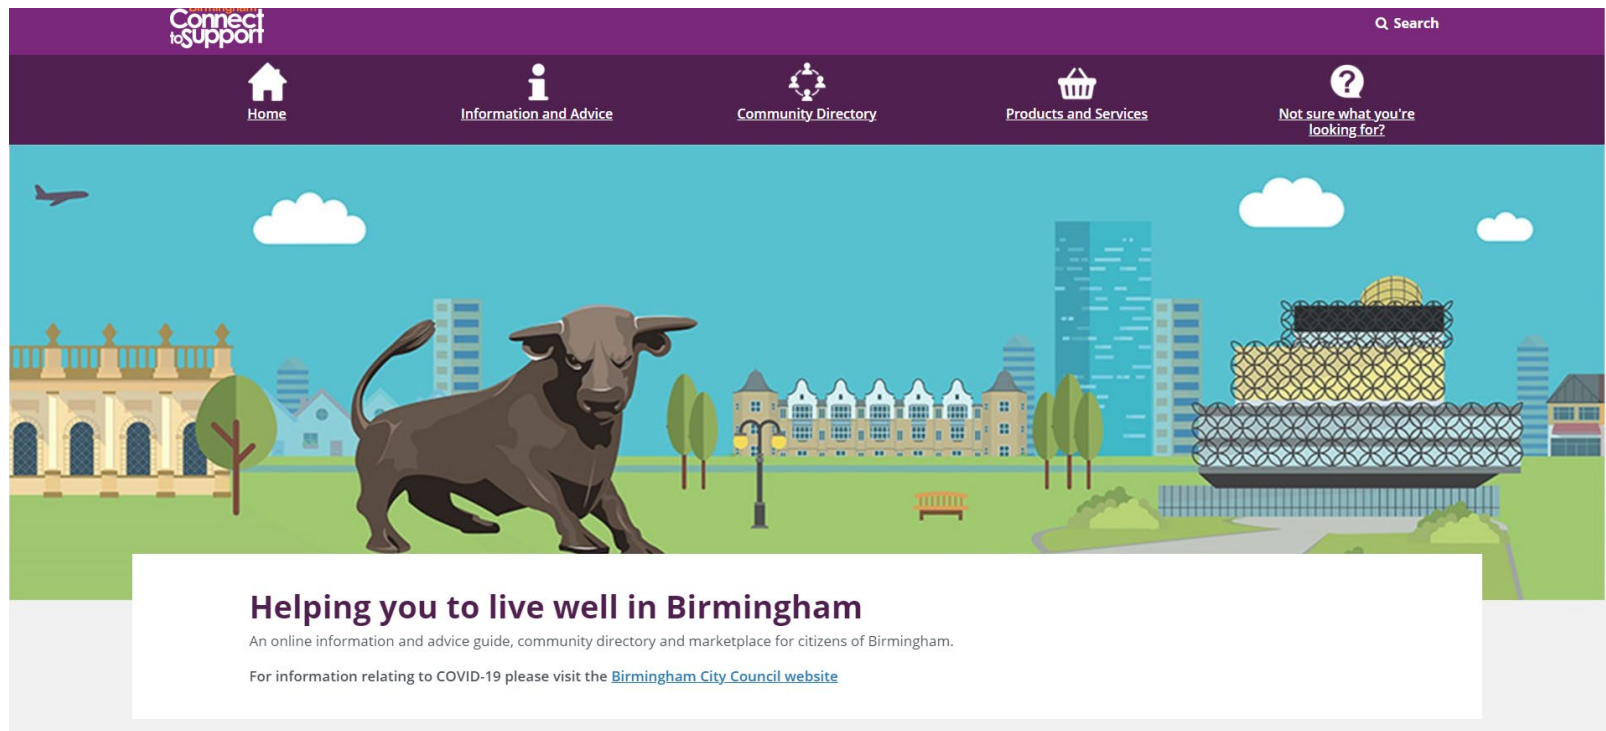 Birmingham
Connect
to Support
Search
Home
Information and Advice
Community Directory
Products and Services
Not sure what you're
looking for?
Helping you to live well in Birmingham
An online information and advice guide, community directory and marketplace for citizens of Birmingham.
For information relating to COVID-19 please visit the Birmingham City Council website